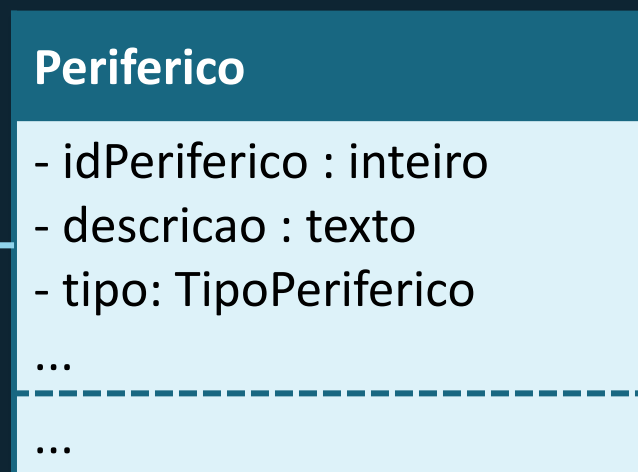 Periferico
- idPeriferico : inteiro
- descricao : texto
- tipo: TipoPeriferico
...
...